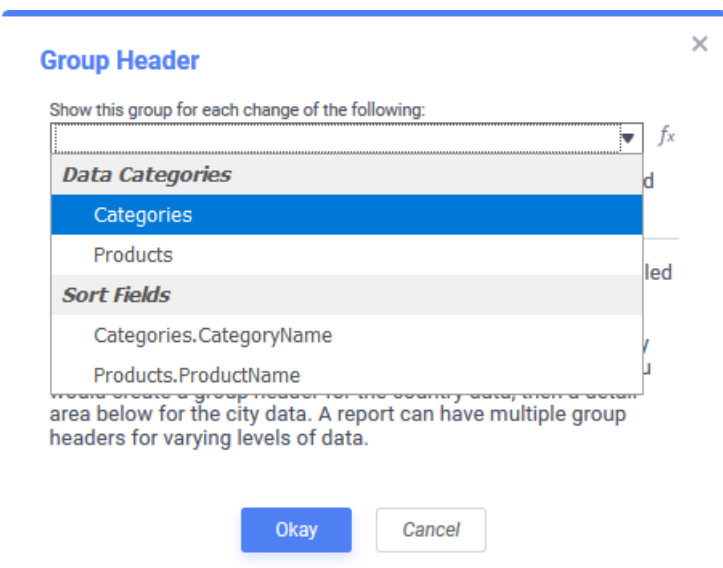 ×
Group Header
Show this group for each change of the following:
fx
Data Categories
d
Categories
Products
led
Sort Fields
Categories.CategoryName
Products.ProductName
would create a group header for the country data, then a detail
area below for the city data. A report can have multiple group
headers for varying levels of data.
Okay
Cancel